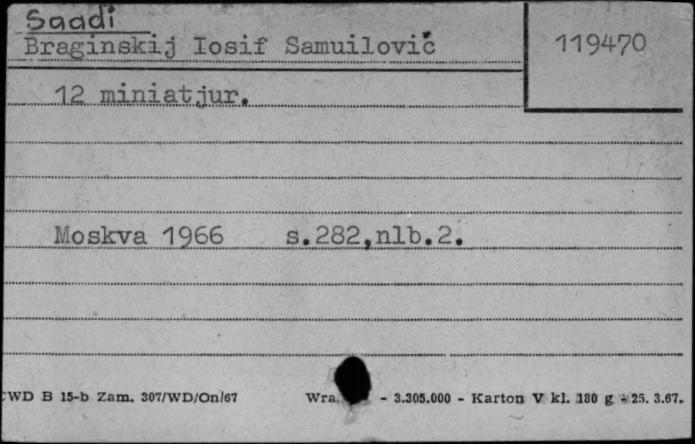 Saadi
Braginskij Iosif Samuilovič
119470
12 miniatjur.
Moskva 1966 s.282,nlb.2.
CWD B 15-b Zam. 307/WD/On/67 Wra. - 3.305.000 - Karton V kl. 180 g - 25. 3.67.